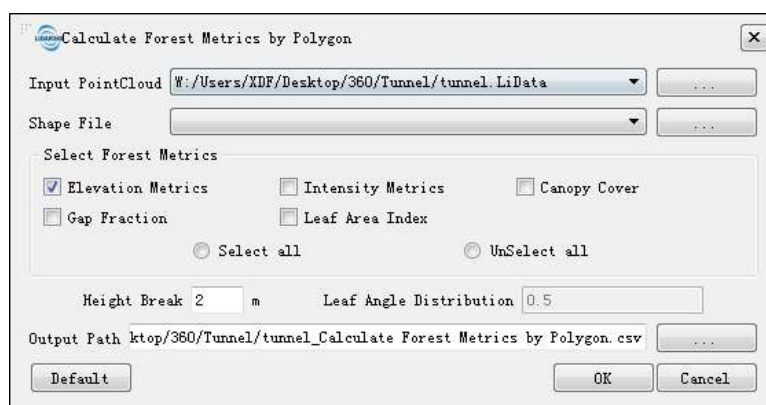 Calculate Forest Metrics by Polygon
Input PointCloud W:/Users/XDF/Desktop/360/Tunnel/tunnel.LiData ...
Shape File ...
Select Forest Metrics
Elevation Metrics Intensity Metrics Canopy Cover
Gap Fraction Leaf Area Index
Select all UnSelect all
Height Break 2 m Leaf Angle Distribution 0.5
Output Path ktop/360/Tunnel/tunnel_Calculate Forest Metrics by Polygon.csv ...
Default OK Cancel